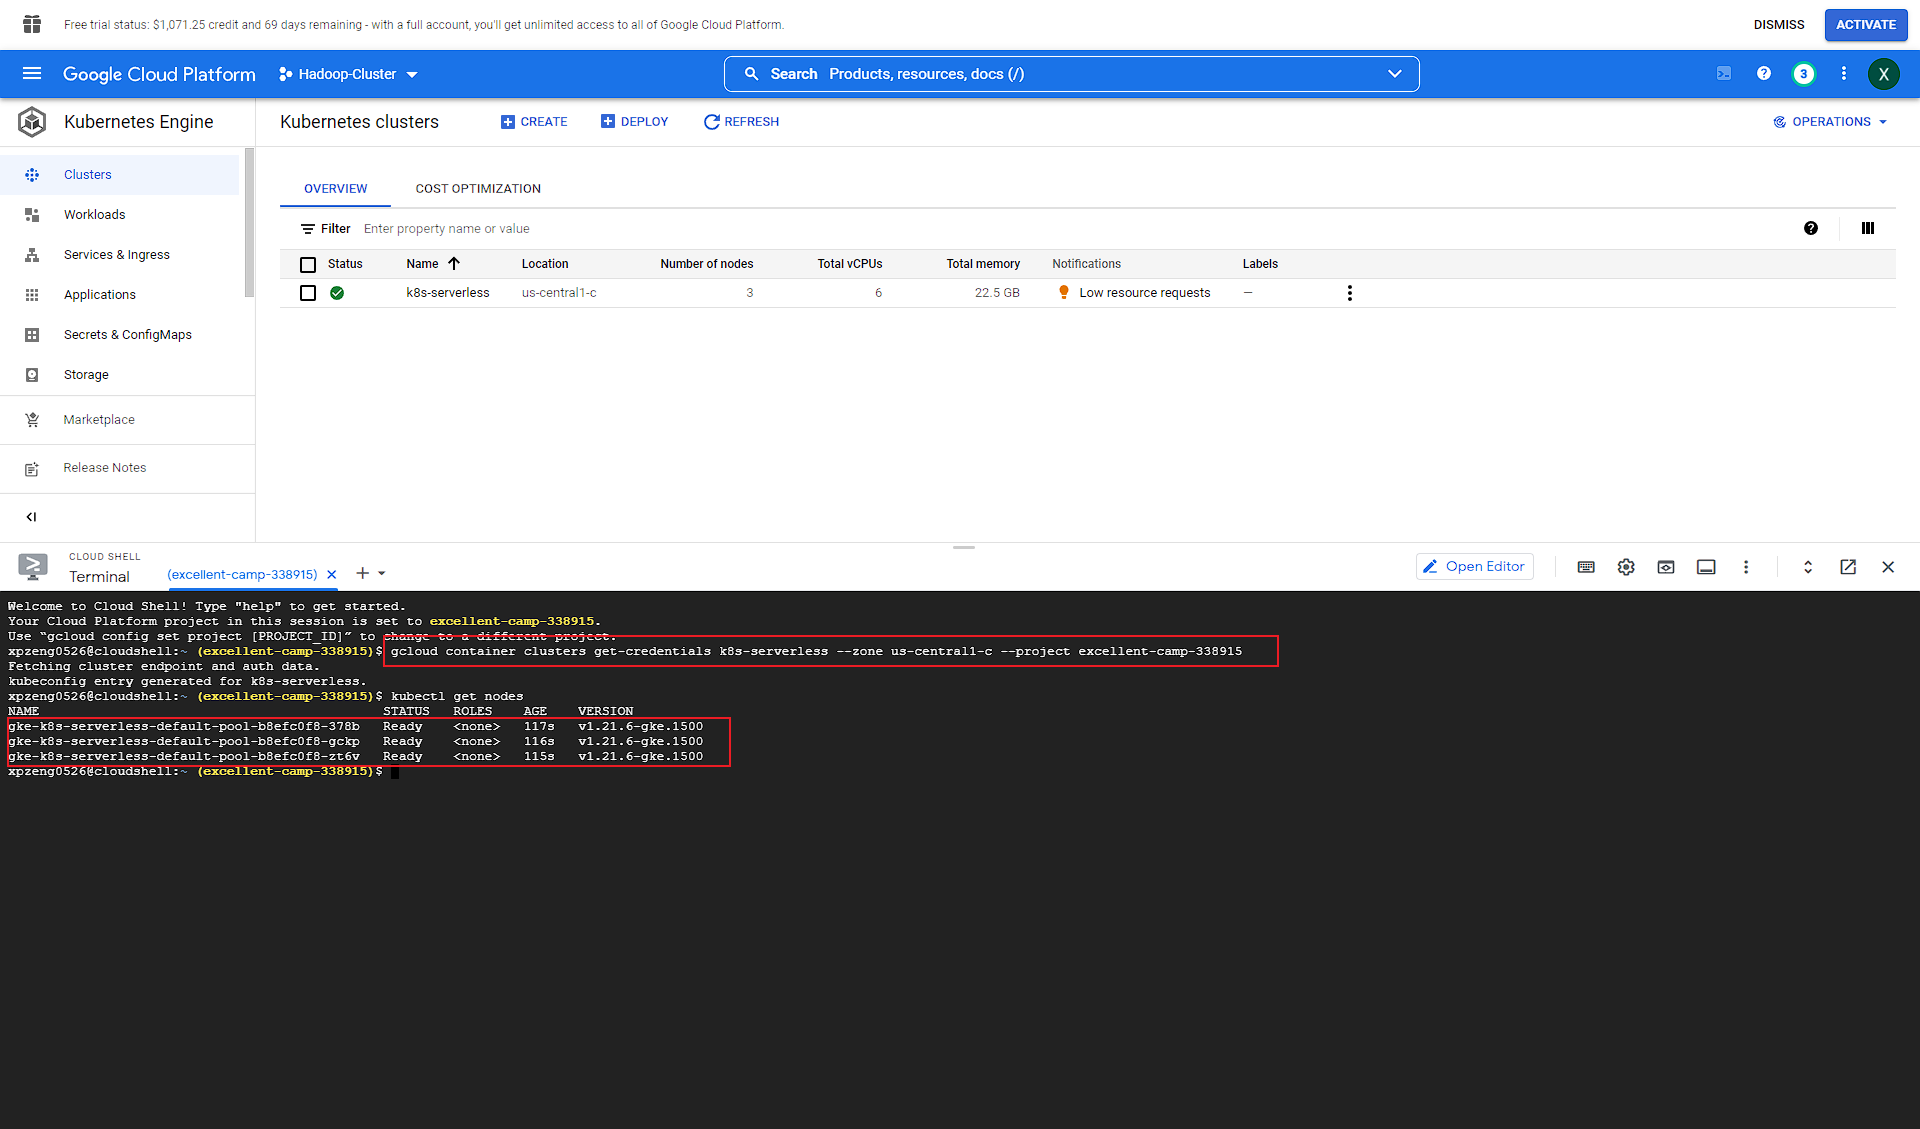 Free trial status: $1,071.25 credit and 69 days remaining - with a full account, you'll get unlimited access to all of Google Cloud Platform.
DISMISS
ACTIVATE
Google Cloud Platform
Hadoop-Cluster
Search Products, resources, docs (/)
3
X
Kubernetes Engine
Kubernetes clusters
CREATE
DEPLOY
REFRESH
OPERATIONS
Clusters
Workloads
Services & Ingress
Applications
Secrets & ConfigMaps
Storage
Marketplace
Release Notes
OVERVIEW
COST OPTIMIZATION
Filter Enter property name or value
Status Name Location Number of nodes Total vCPUs Total memory Notifications Labels
k8s-serverless us-central1-c 3 6 22.5 GB Low resource requests —
CLOUD SHELL
Terminal
(excellent-camp-338915)
Open Editor
Welcome to Cloud Shell! Type "help" to get started.
Your Cloud Platform project in this session is set to excellent-camp-338915.
Use “gcloud config set project [PROJECT_ID]” to change to a different project.
xpzeng0526@cloudshell:~ (excellent-camp-338915)$ gcloud container clusters get-credentials k8s-serverless --zone us-central1-c --project excellent-camp-338915
Fetching cluster endpoint and auth data.
kubeconfig entry generated for k8s-serverless.
xpzeng0526@cloudshell:~ (excellent-camp-338915)$ kubectl get nodes
NAME STATUS ROLES AGE VERSION
gke-k8s-serverless-default-pool-b8efc0f8-378b Ready <none> 117s v1.21.6-gke.1500
gke-k8s-serverless-default-pool-b8efc0f8-gckp Ready <none> 116s v1.21.6-gke.1500
gke-k8s-serverless-default-pool-b8efc0f8-zt6v Ready <none> 115s v1.21.6-gke.1500
xpzeng0526@cloudshell:~ (excellent-camp-338915)$